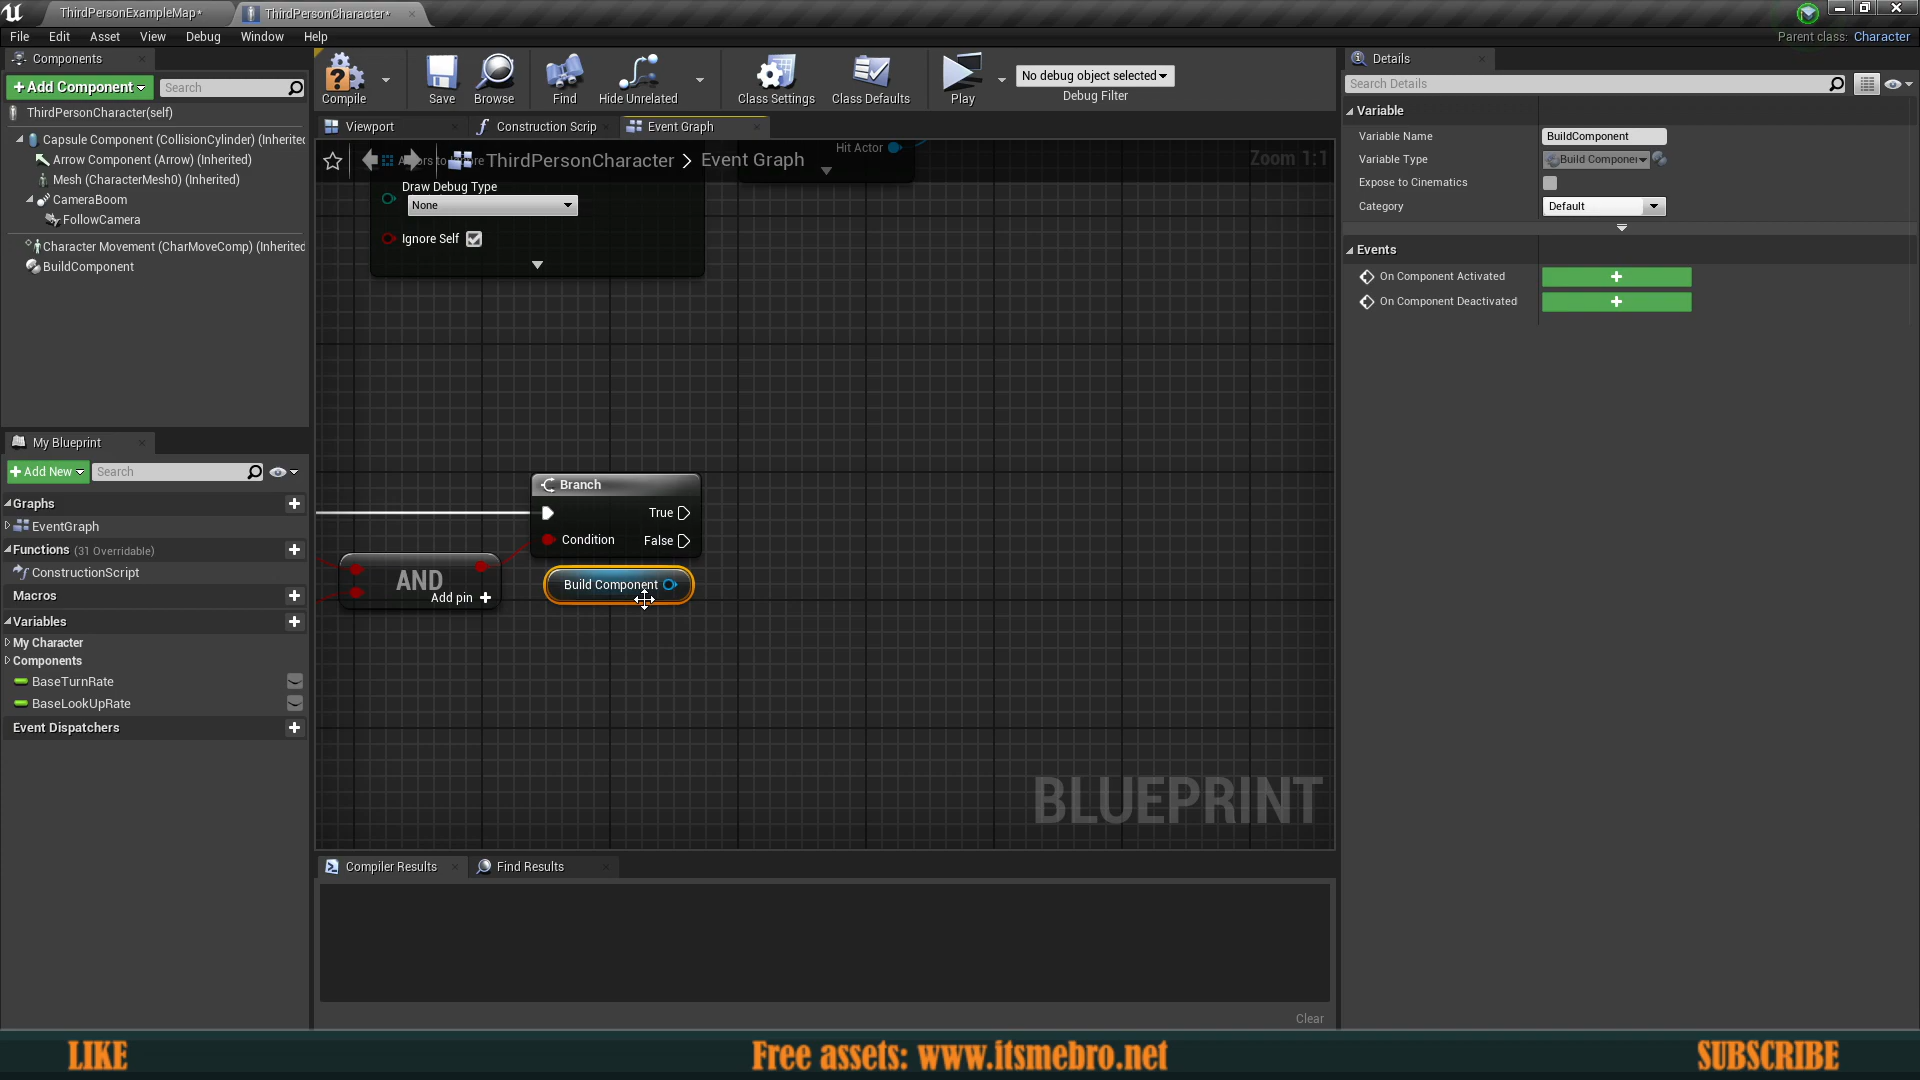 ThirdPersonExampleMap*
ThirdPersonCharacter*
File Edit Asset View Debug Window Help
Parent class: Character
Components
+Add Component
Search
ThirdPersonCharacter(self)
Capsule Component (CollisionCylinder) (Inherited
Arrow Component (Arrow) (Inherited)
Mesh (CharacterMesh0) (Inherited)
CameraBoom
FollowCamera
Character Movement (CharMoveComp) (Inherited
BuildComponent
My Blueprint
+Add New
Search
Graphs
EventGraph
Functions (31 Overridable)
ConstructionScript
Macros
Variables
My Character
Components
BaseTurnRate
BaseLookUpRate
Event Dispatchers
Compile
Save
Browse
Find
Hide Unrelated
Class Settings
Class Defaults
Play
No debug object selected
Debug Filter
Viewport
Construction Scrip
Event Graph
ThirdPersonCharacter > Event Graph
Zoom 1:1
Hit Actor
Draw Debug Type
None
Ignore Self
Branch
True
Condition
False
AND
Add pin
Build Component
BLUEPRINT
Compiler Results
Find Results
Clear
Details
Search Details
Variable
Variable Name BuildComponent
Variable Type Build Componen
Expose to Cinematics
Category Default
Events
On Component Activated
On Component Deactivated
LIKE
Free assets: www.itsmebro.net
SUBSCRIBE